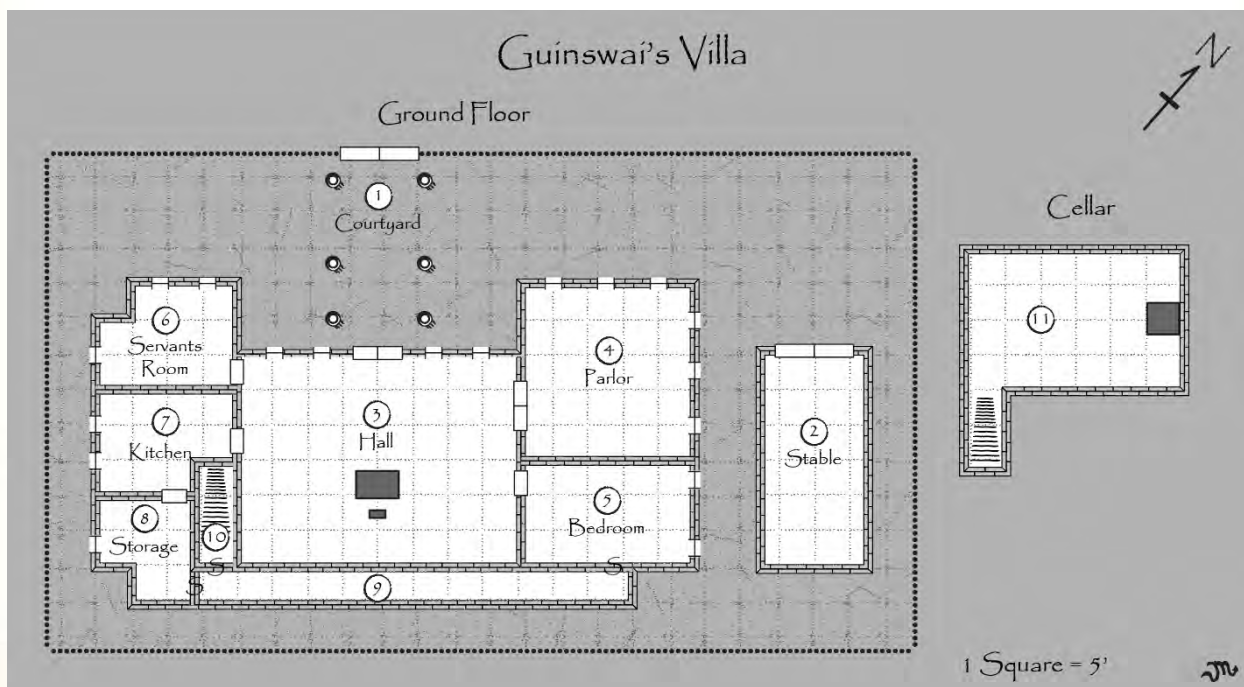 Guinswai's Villa
N
Ground Floor
1
Courtyard
Cellar
6
Servants
Room
4
Parlor
11
3
Hall
7
Kitchen
2
Stable
5
Bedroom
8
Storage
10
S
S
S
9
1 Square = 5'